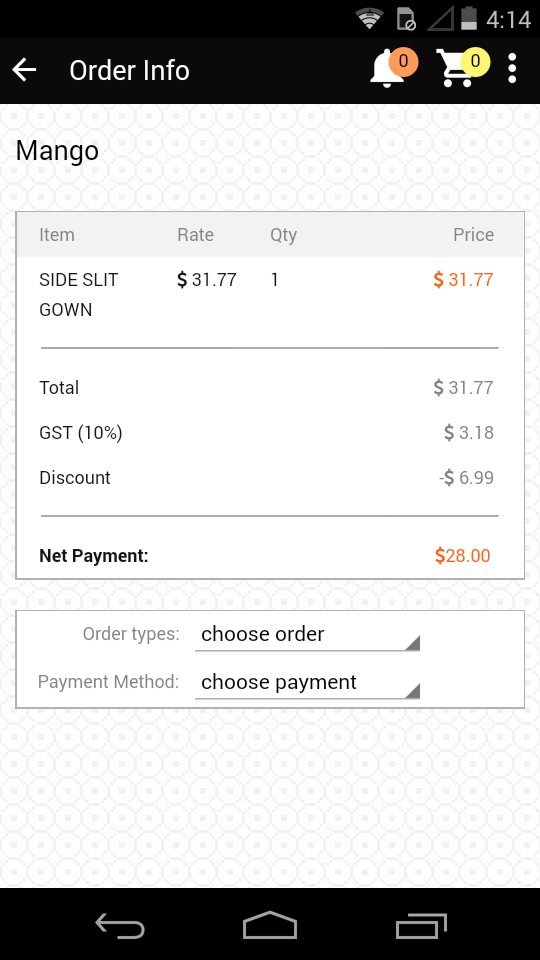 4:14
Order Info 0 0
Mango
Item Rate Qty Price
SIDE SLIT $ 31.77 1 $ 31.77
GOWN
Total $ 31.77
GST (10%) $ 3.18
Discount -$ 6.99
Net Payment: $28.00
Order types: choose order
Payment Method: choose payment